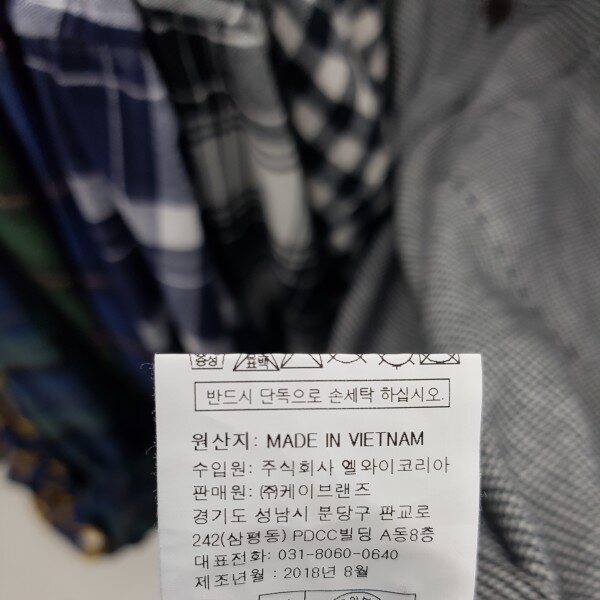 중성 표백
반드시 단독으로 손세탁 하십시오.
원산지: MADE IN VIETNAM
수입원: 주식회사 엘와이코리아
판매원: ㈜케이브랜즈
경기도 성남시 분당구 판교로
242(삼평동) PDCC빌딩 A동8층
대표전화: 031-8060-0640
제조년월 : 2018년 8월